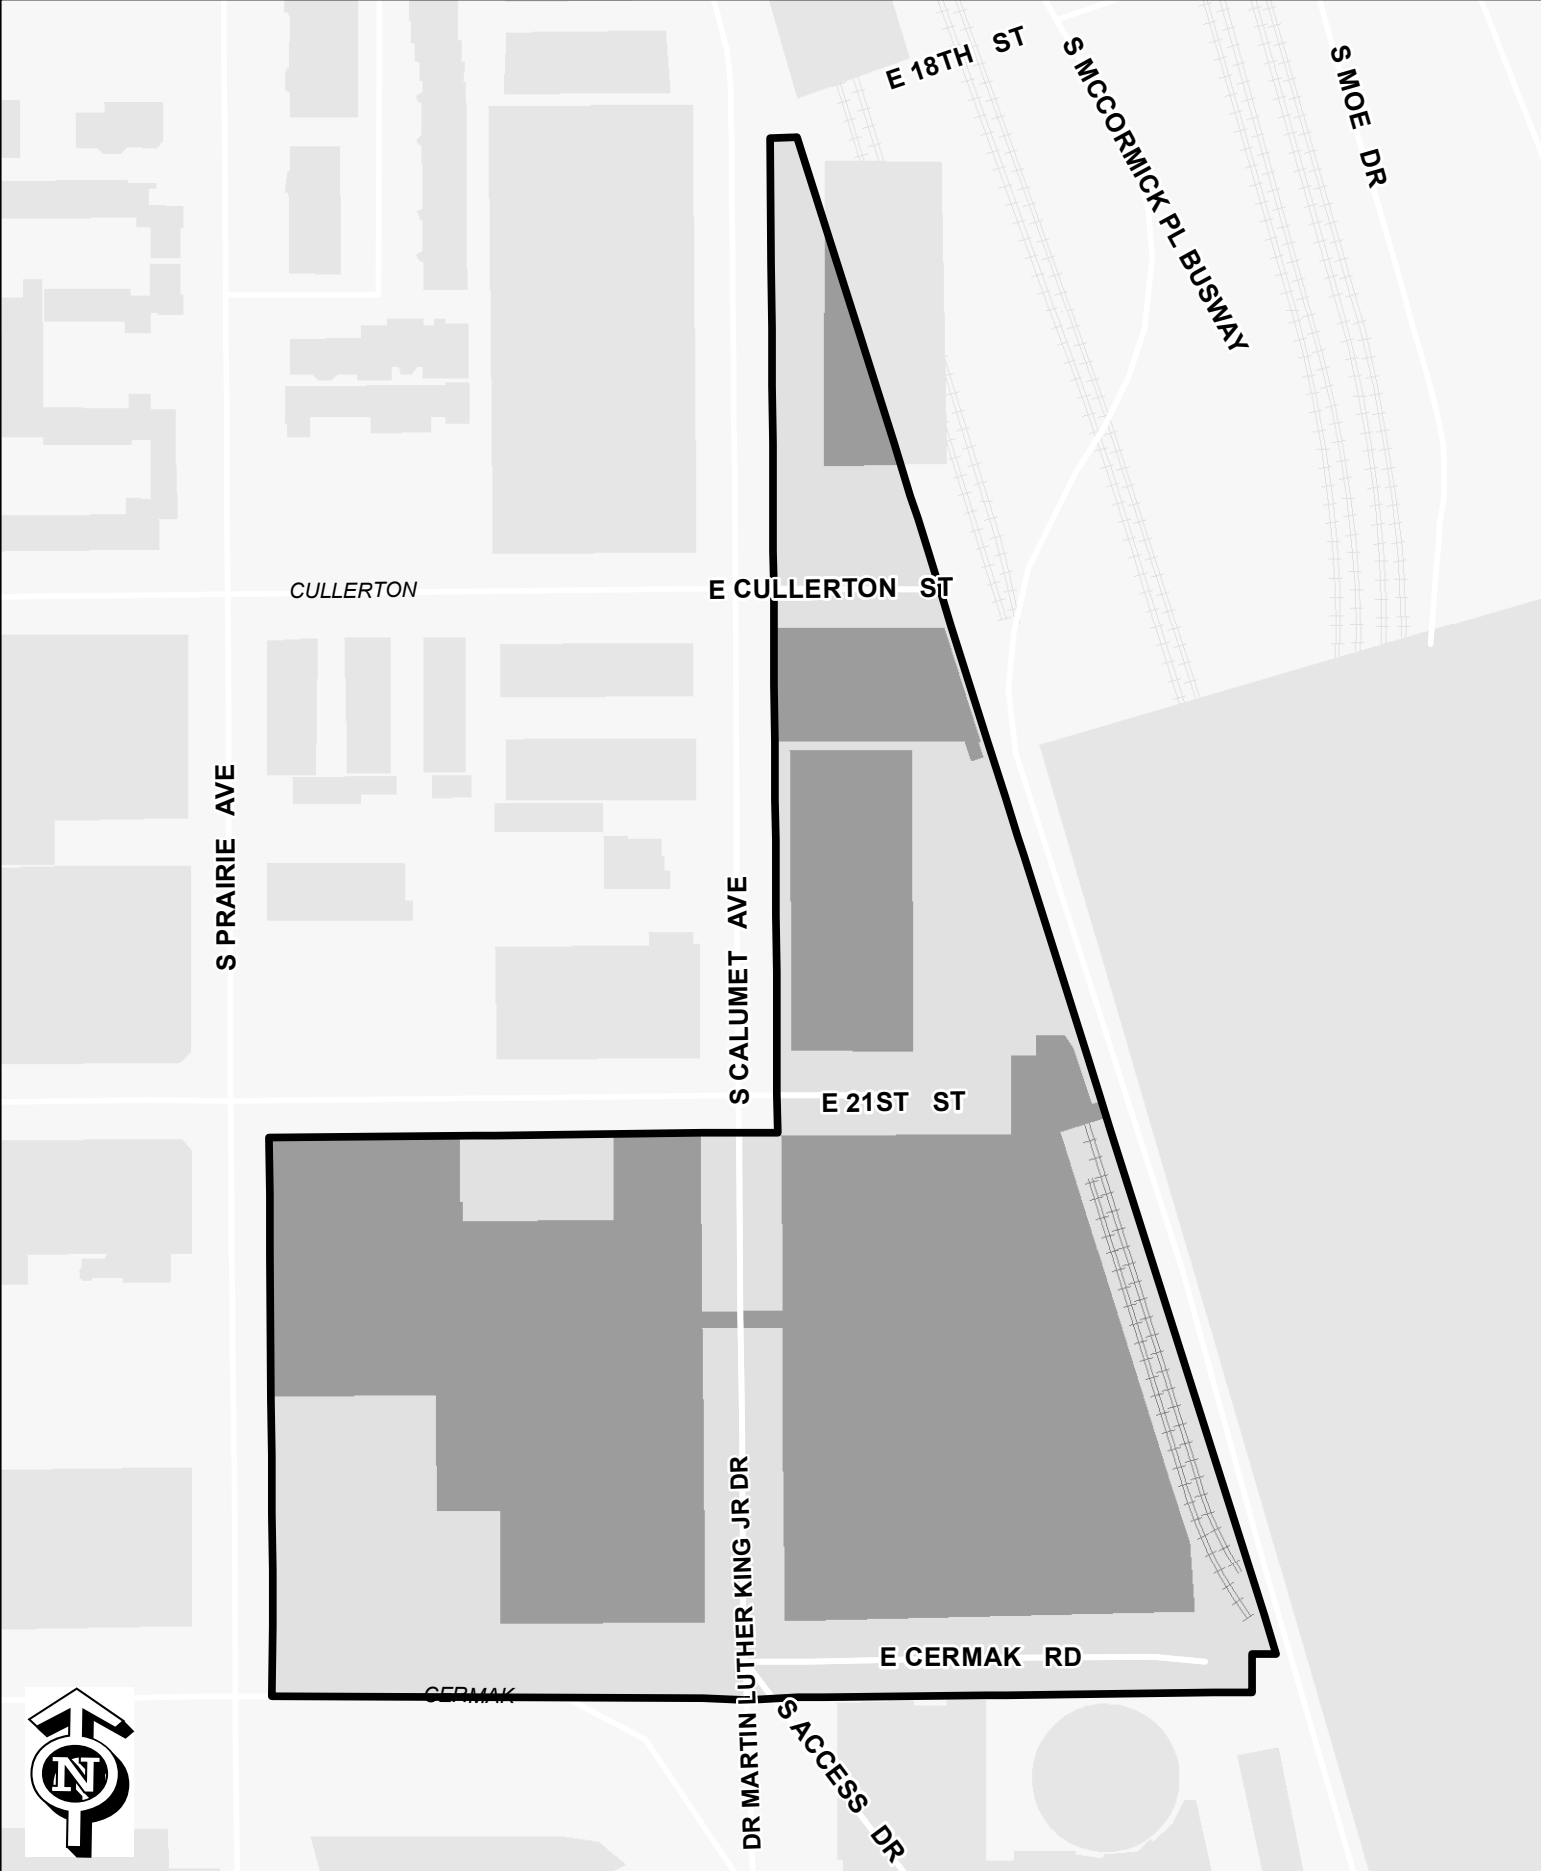 E 18TH ST
S MCCORMICK PL BUSWAY
S MOE DR
CULLERTON
E CULLERTON ST
S PRAIRIE AVE
S CALUMET AVE
E 21ST ST
DR MARTIN LUTHER KING JR DR
E CERMAK RD
CERMAK
S ACCESS DR
N